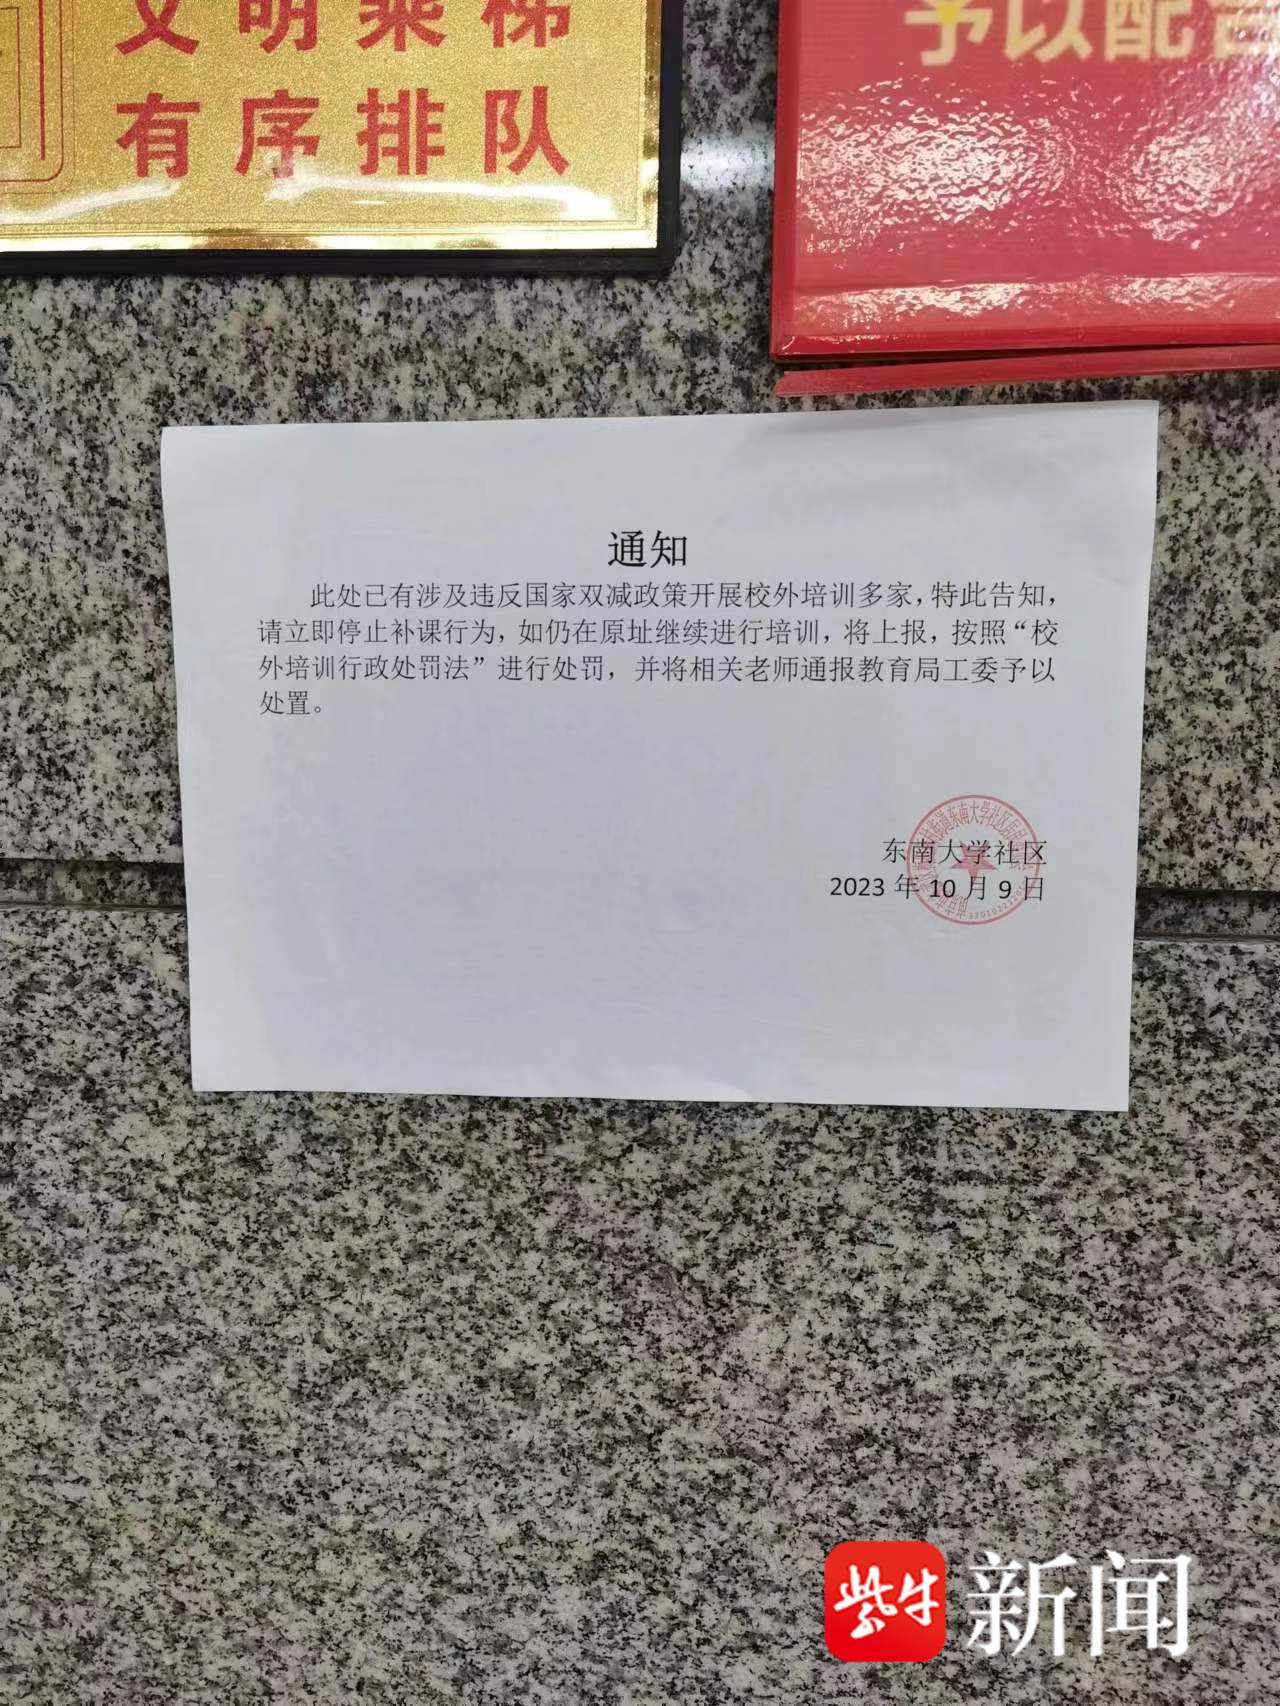 文明乘梯
有序排队
予以配合
通知
此处已有涉及违反国家双减政策开展校外培训多家，特此告知，
请立即停止补课行为，如仍在原址继续进行培训，将上报，按照“校
外培训行政处罚法”进行处罚，并将相关老师通报教育局工委予以
处置。
东南大学社区
2023 年 10 月 9 日
紫牛
新闻